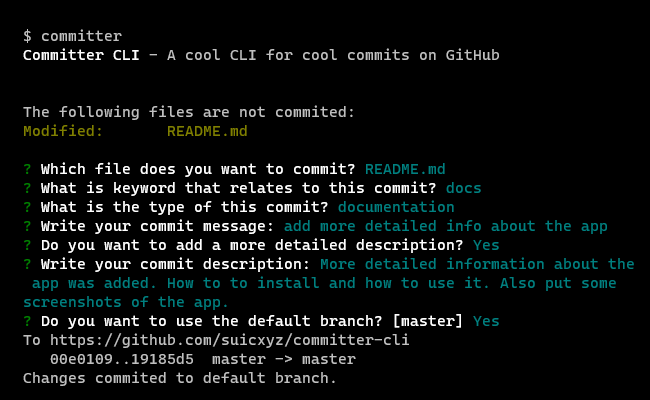 $ committer
Committer CLI - A cool CLI for cool commits on GitHub
The following files are not commited:
Modified:       README.md
? Which file does you want to commit? README.md
? What is keyword that relates to this commit? docs
? What is the type of this commit? documentation
? Write your commit message: add more detailed info about the app
? Do you want to add a more detailed description? Yes
? Write your commit description: More detailed information about the
app was added. How to to install and how to use it. Also put some
screenshots of the app.
? Do you want to use the default branch? [master] Yes
To https://github.com/suicxyz/committer-cli
00e0109..19185d5  master -> master
Changes commited to default branch.